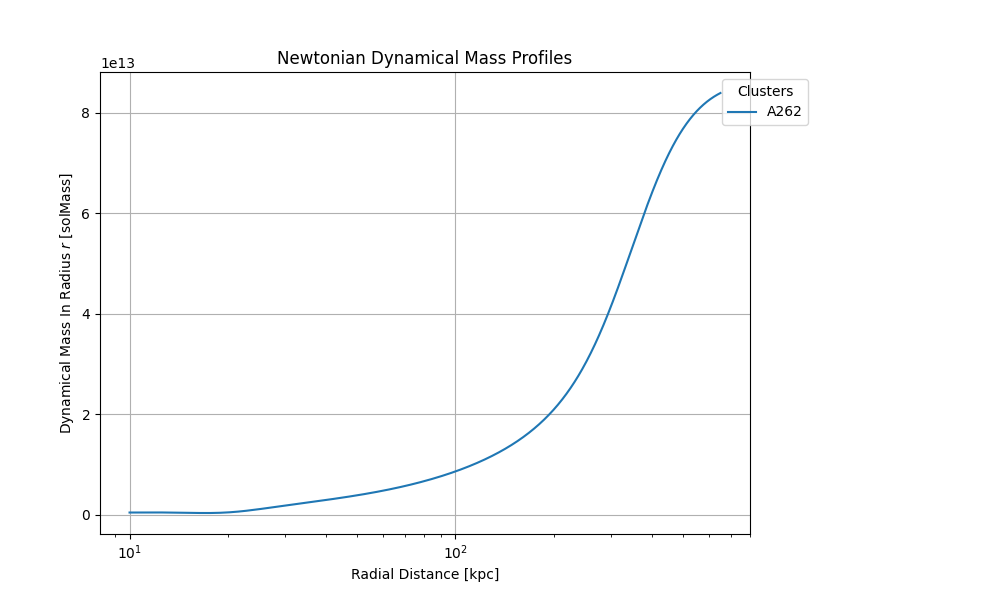 Newtonian Dynamical Mass Profiles
1e13
Clusters
A262
8
6
4
2
0
Dynamical Mass In Radius r [solMass]
10¹
10²
Radial Distance [kpc]